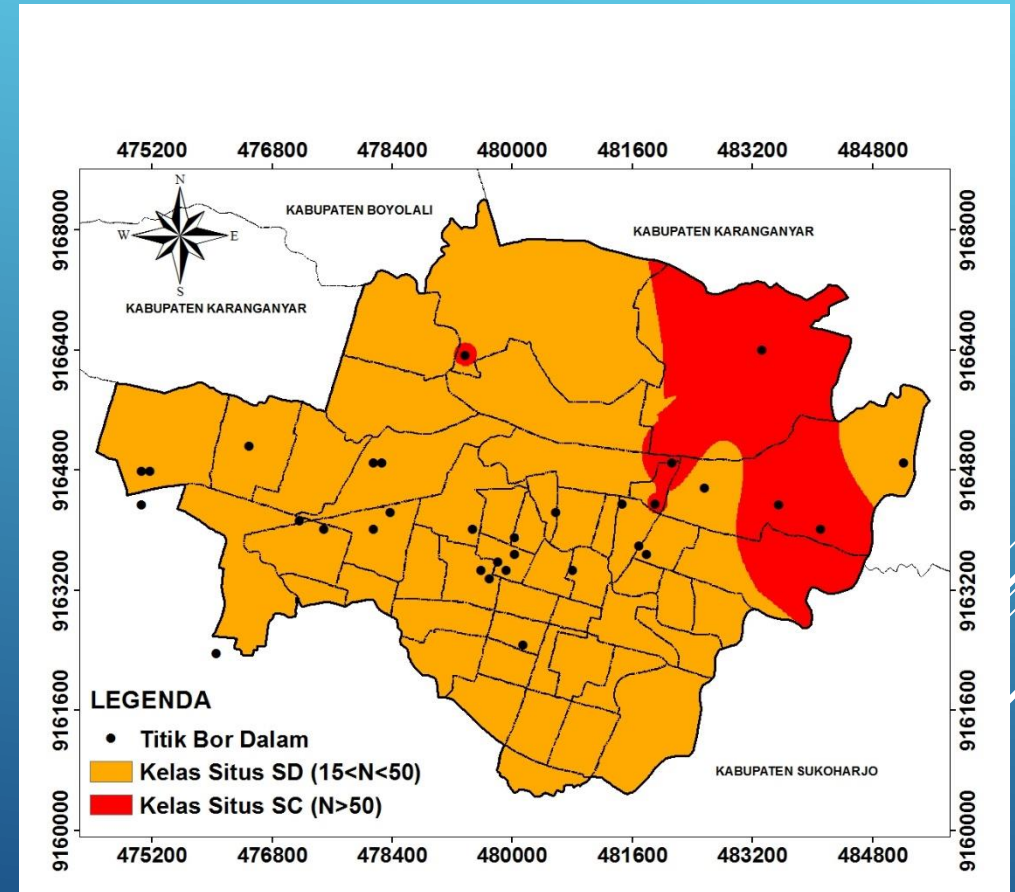 475200 476800 478400 480000 481600 483200 484800
N
W E
S
KABUPATEN BOYOLALI
KABUPATEN KARANGANYAR
KABUPATEN KARANGANYAR
9168000 9168000
9166400 9166400
9164800 9164800
9163200 9163200
9161600 9161600
9160000 9160000
LEGENDA
Titik Bor Dalam
Kelas Situs SD (15<N<50)
Kelas Situs SC (N>50)
KABUPATEN SUKOHARJO
475200 476800 478400 480000 481600 483200 484800